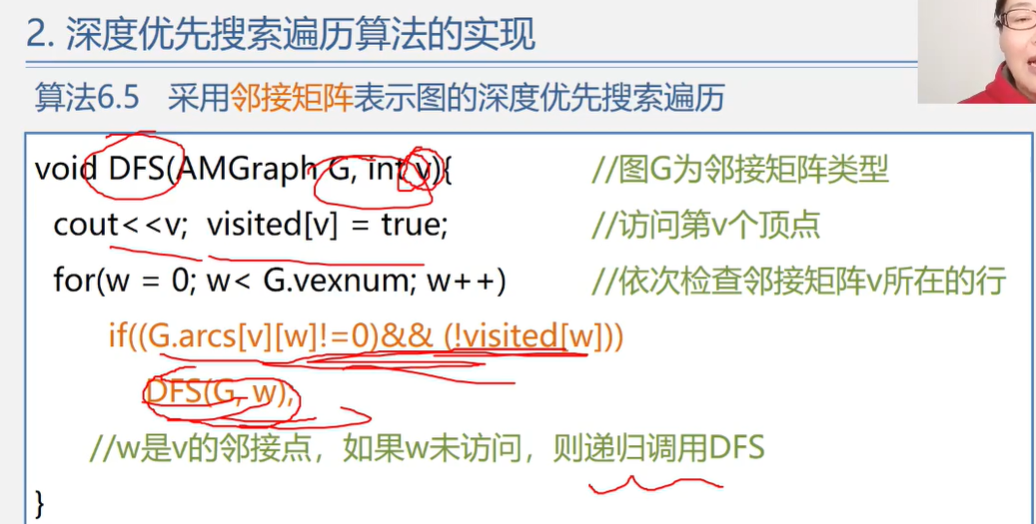 2. 深度优先搜索遍历算法的实现
算法6.5 采用邻接矩阵表示图的深度优先搜索遍历
void DFS(AMGraph G, int v){ //图G为邻接矩阵类型
cout<<v; visited[v] = true; //访问第v个顶点
for(w = 0; w< G.vexnum; w++) //依次检查邻接矩阵v所在的行
if((G.arcs[v][w]!=0)&& (!visited[w]))
DFS(G, w);
//w是v的邻接点，如果w未访问，则递归调用DFS
}